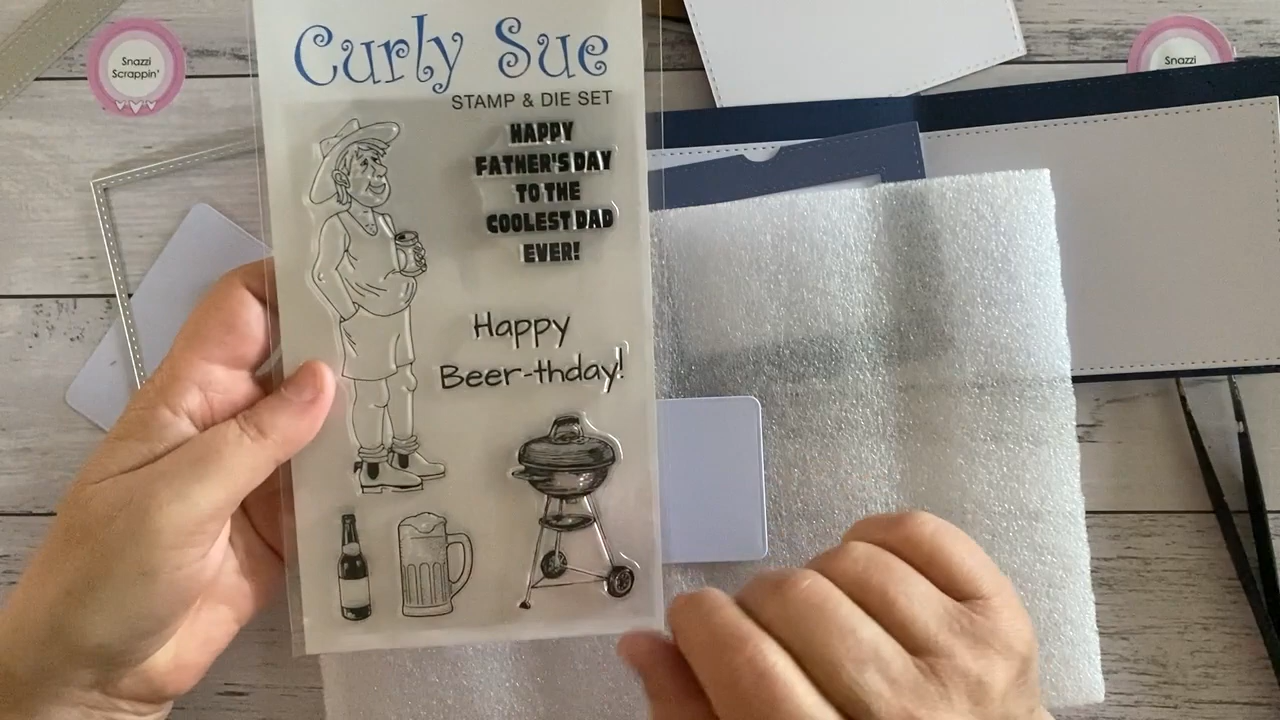 Snazzi
Scrappin'
Curly Sue
STAMP & DIE SET
HAPPY
FATHER'S DAY
TO THE
COOLEST DAD
EVER!
Happy
Beer-thday!
Snazzi